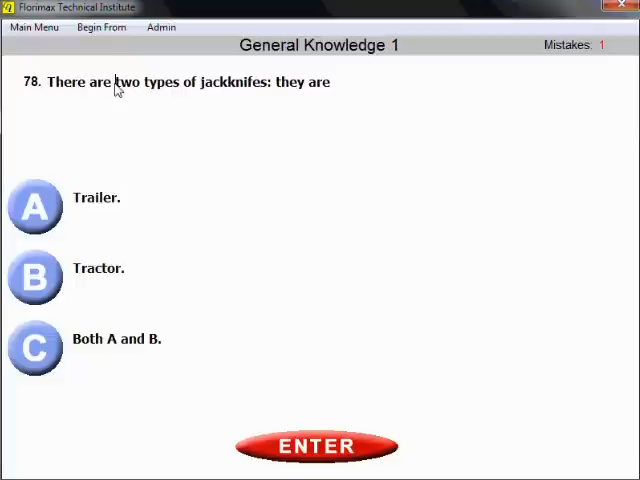 Florimax Technical Institute
Main Menu Begin From Admin
General Knowledge 1 Mistakes: 1
78. There are two types of jackknifes: they are
A Trailer.
B Tractor.
C Both A and B.
ENTER